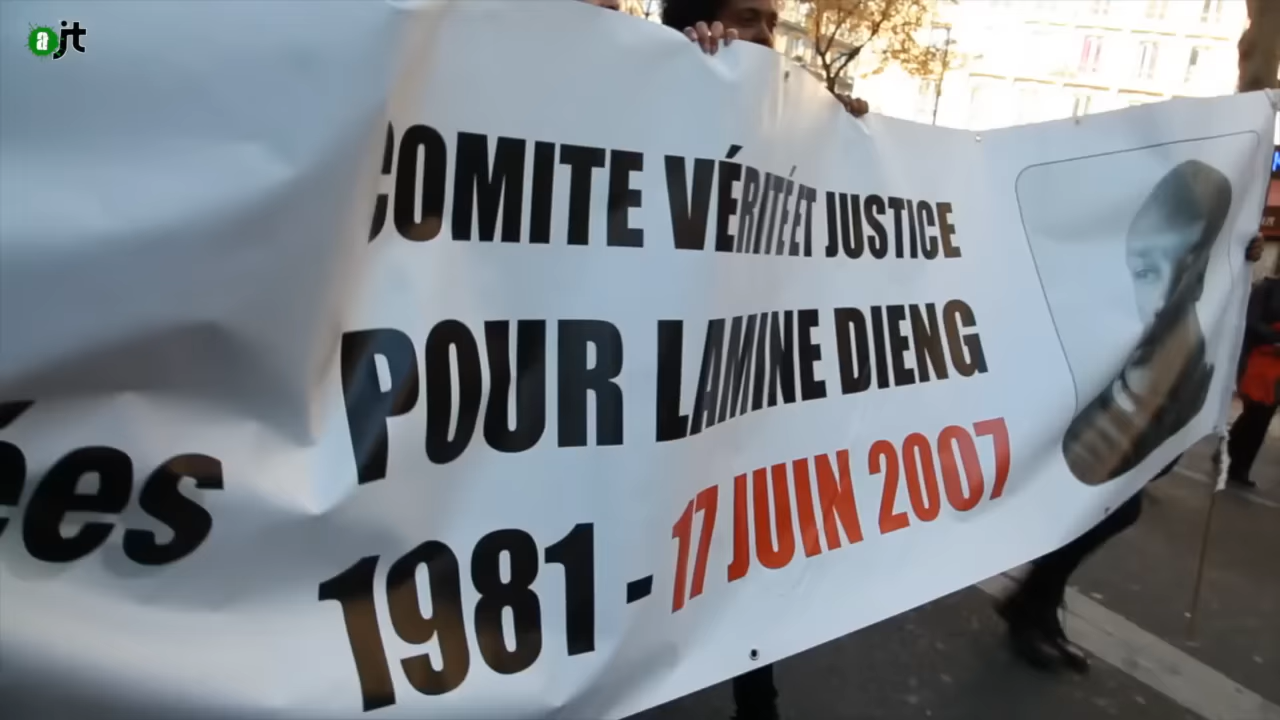 ajt
COMITE VÉRITÉ ET JUSTICE
POUR LAMINE DIENG
1981 - 17 JUIN 2007
ées